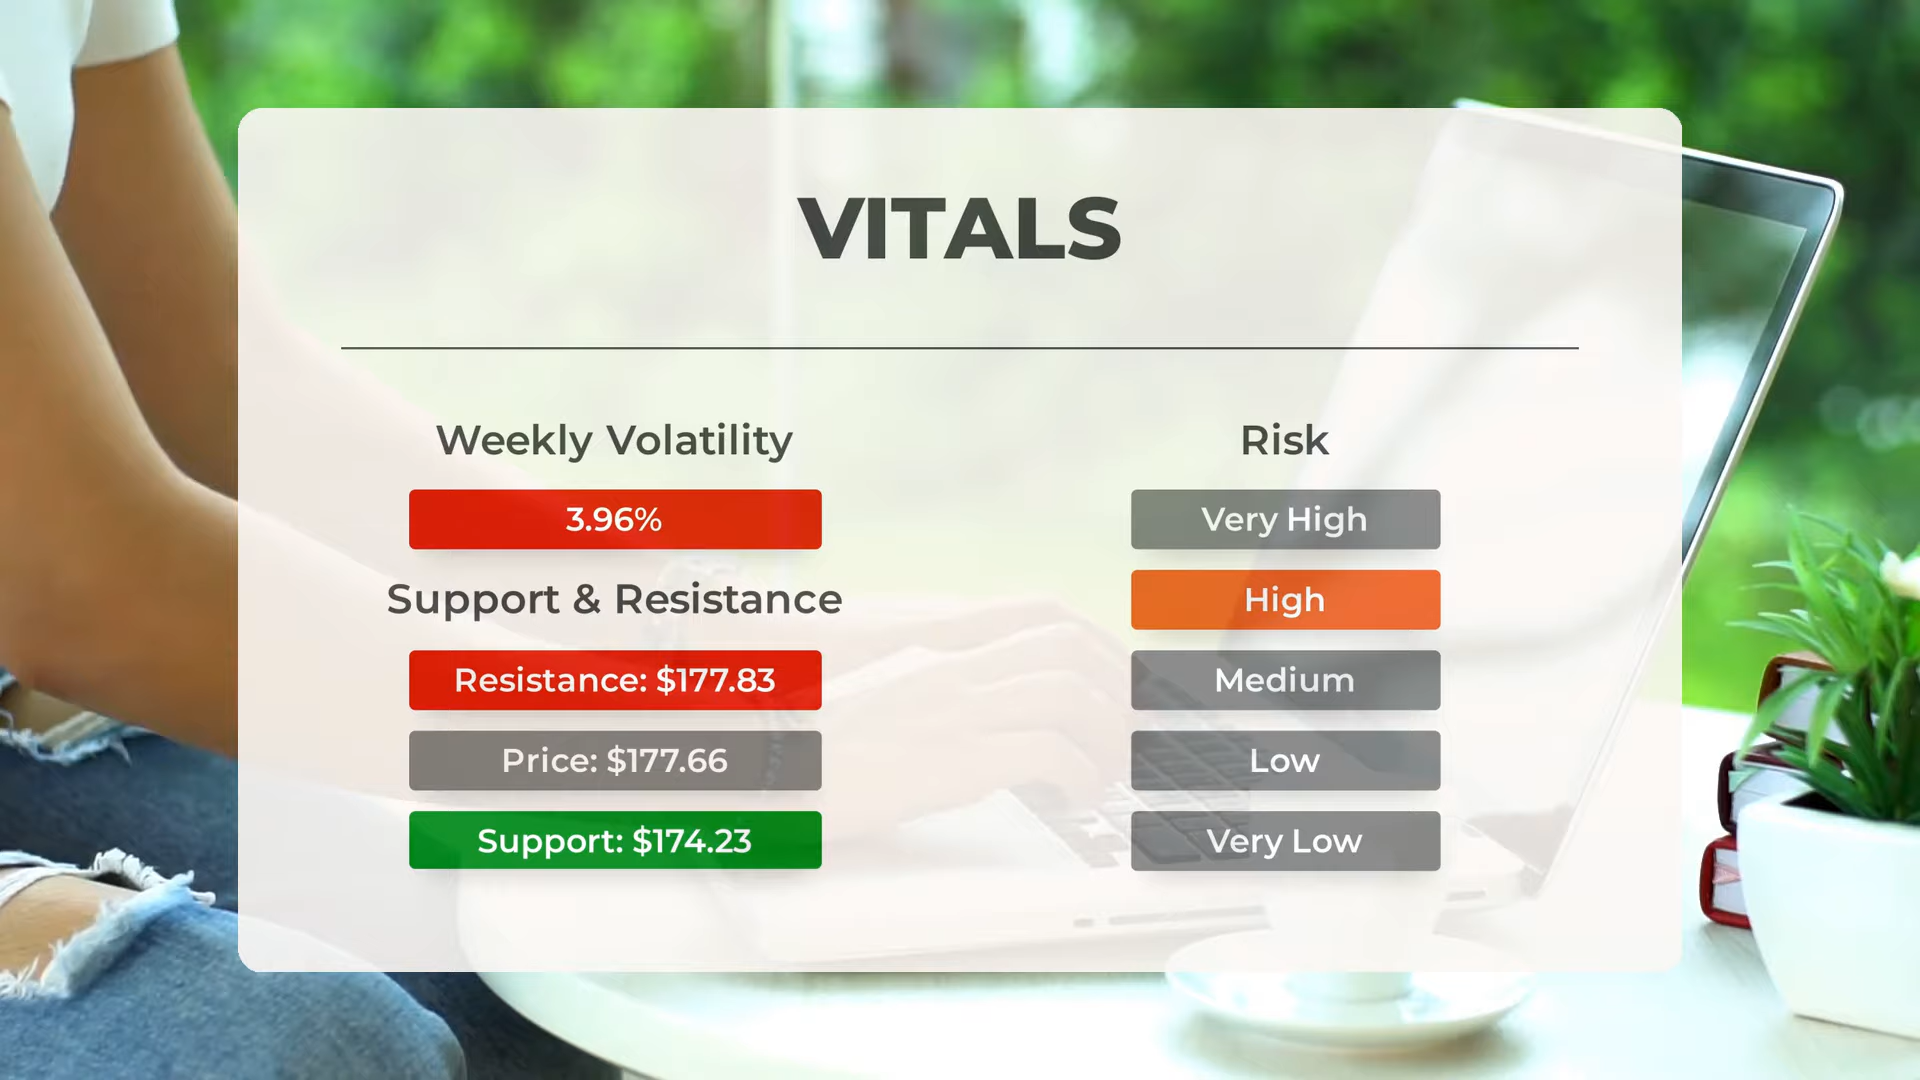 VITALS
Weekly Volatility
3.96%
Support & Resistance
Resistance: $177.83
Price: $177.66
Support: $174.23
Risk
Very High
High
Medium
Low
Very Low